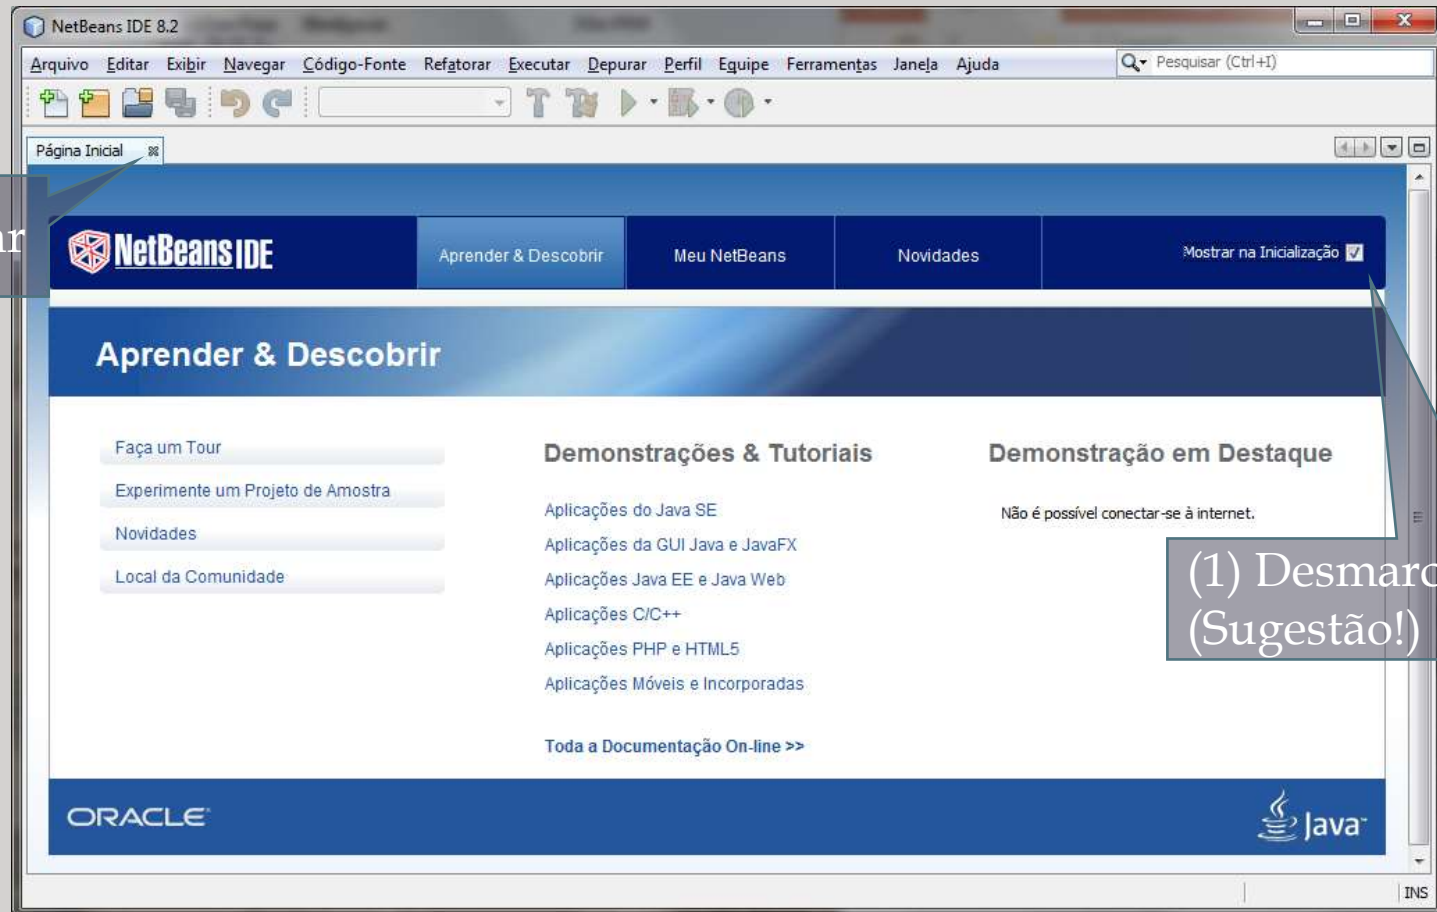 NetBeans IDE 8.2
Arquivo Editar Exibir Navegar Código-Fonte Refatorar Executar Depurar Perfil Equipe Ferramentas Janela Ajuda
Pesquisar (Ctrl+I)
Página Inicial
NetBeans IDE
Aprender & Descobrir
Meu NetBeans
Novidades
Mostrar na Inicialização
Aprender & Descobrir
Faça um Tour
Experimente um Projeto de Amostra
Novidades
Local da Comunidade
Demonstrações & Tutoriais
Aplicações do Java SE
Aplicações da GUI Java e JavaFX
Aplicações Java EE e Java Web
Aplicações C/C++
Aplicações PHP e HTML5
Aplicações Móveis e Incorporadas
Toda a Documentação On-line >>
Demonstração em Destaque
Não é possível conectar-se à internet.
(1) Desmarc
(Sugestão!)
ORACLE
Java
INS